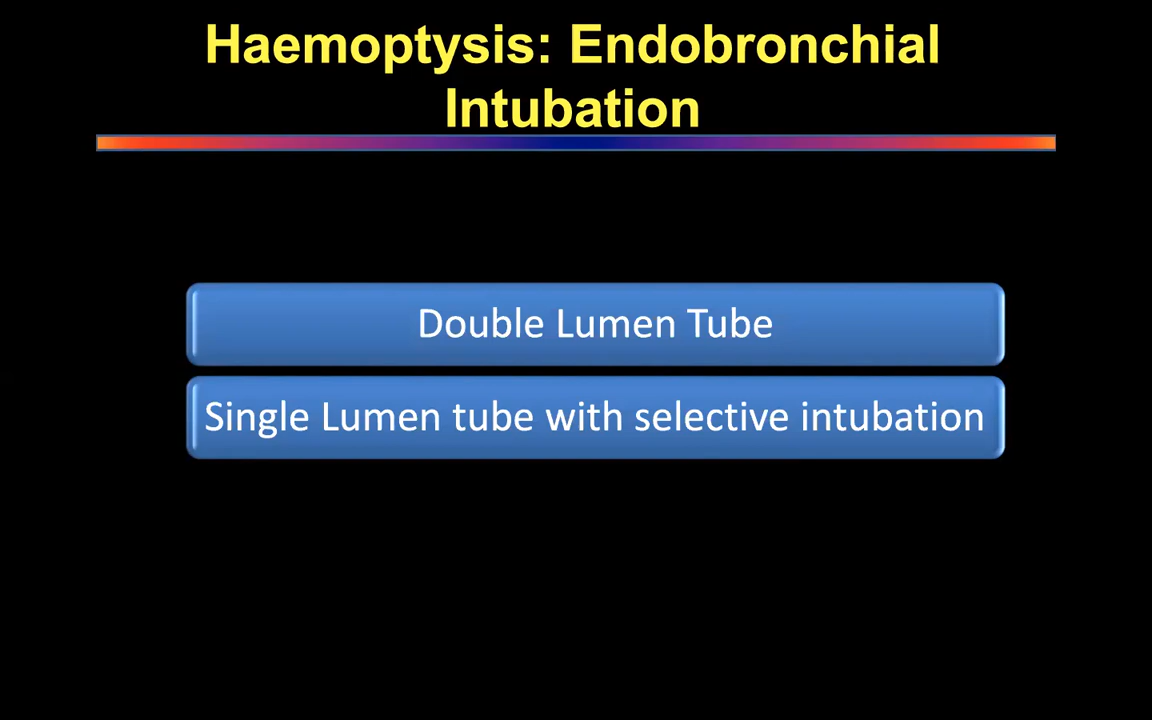 Haemoptysis: Endobronchial
Intubation
Double Lumen Tube
Single Lumen tube with selective intubation